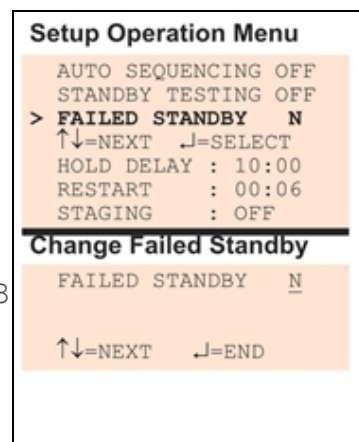 Setup Operation Menu
AUTO SEQUENCING OFF
STANDBY TESTING OFF
> FAILED STANDBY N
↑↓=NEXT ↵=SELECT
HOLD DELAY : 10:00
RESTART : 00:06
STAGING : OFF
Change Failed Standby
FAILED STANDBY N
↑↓=NEXT ↵=END